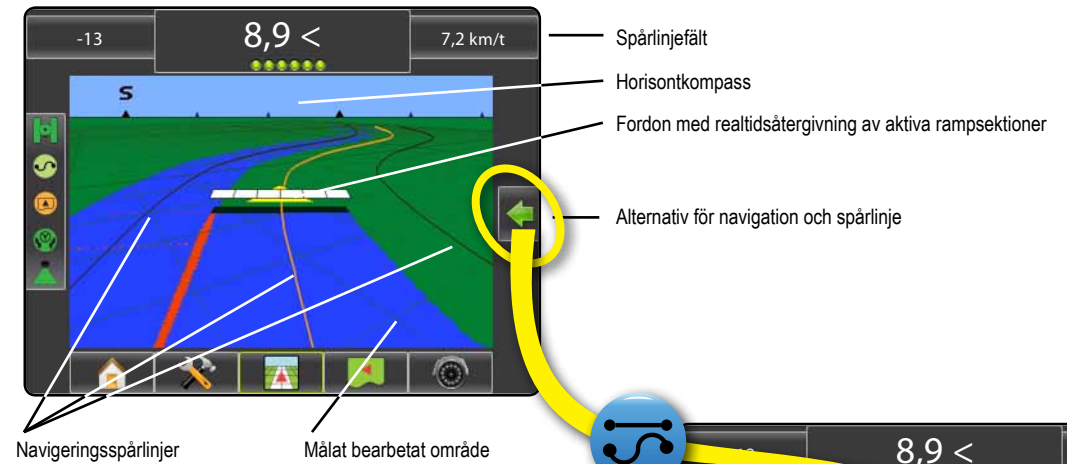 -13
8,9 <
7,2 km/t
Spårlinjefält
S
Horisontkompass
Fordon med realtidsåtergivning av aktiva rampsektioner
Alternativ för navigation och spårlinje
Navigeringsspårlinjer
Målat bearbetat område
8,9 <